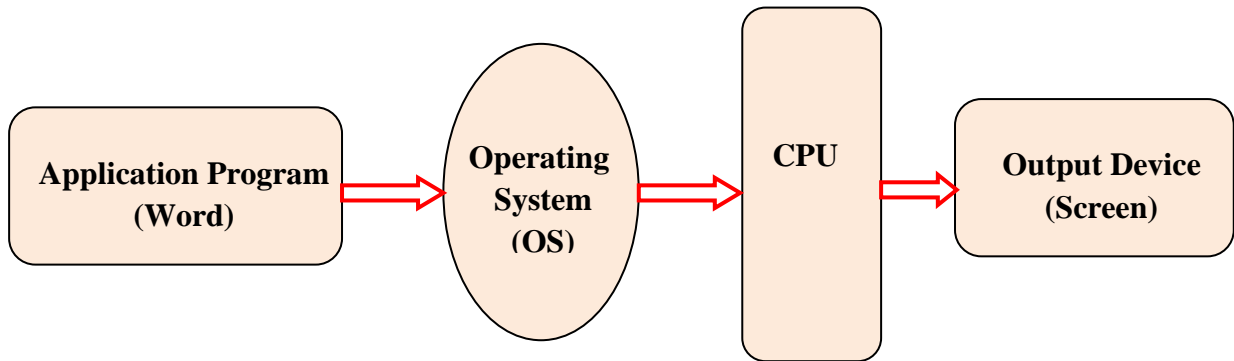 Application Program
(Word)
Operating
System
(OS)
CPU
Output Device
(Screen)